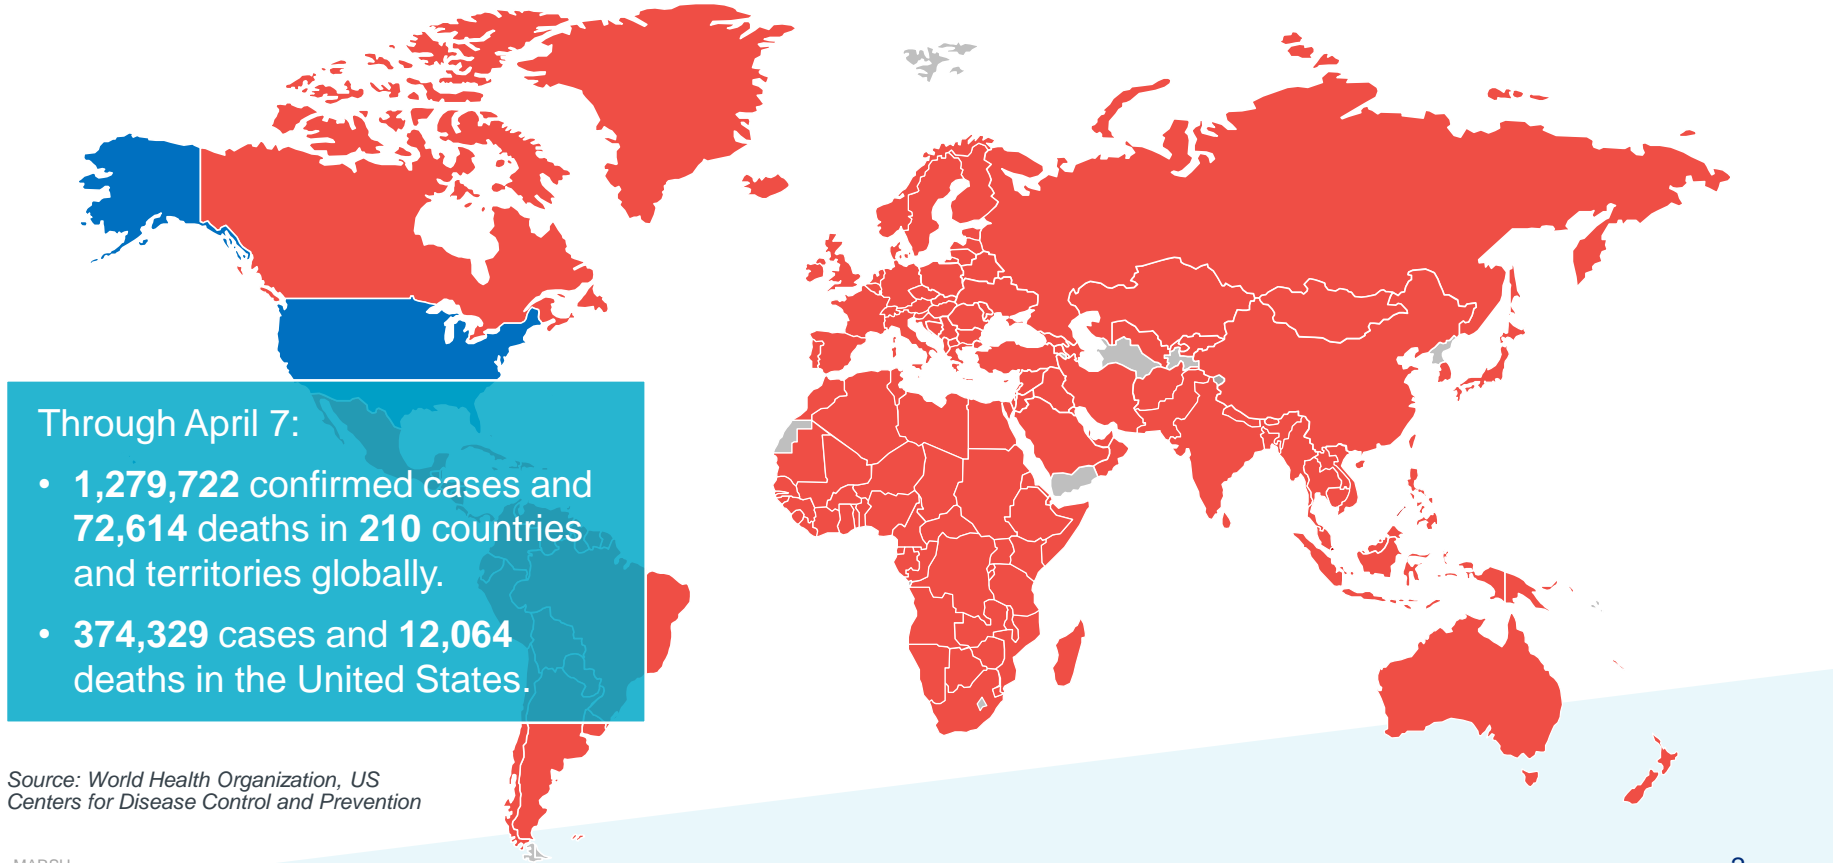 Through April 7:
• 1,279,722 confirmed cases and
72,614 deaths in 210 countries
and territories globally.
• 374,329 cases and 12,064
deaths in the United States.
Source: World Health Organization, US
Centers for Disease Control and Prevention